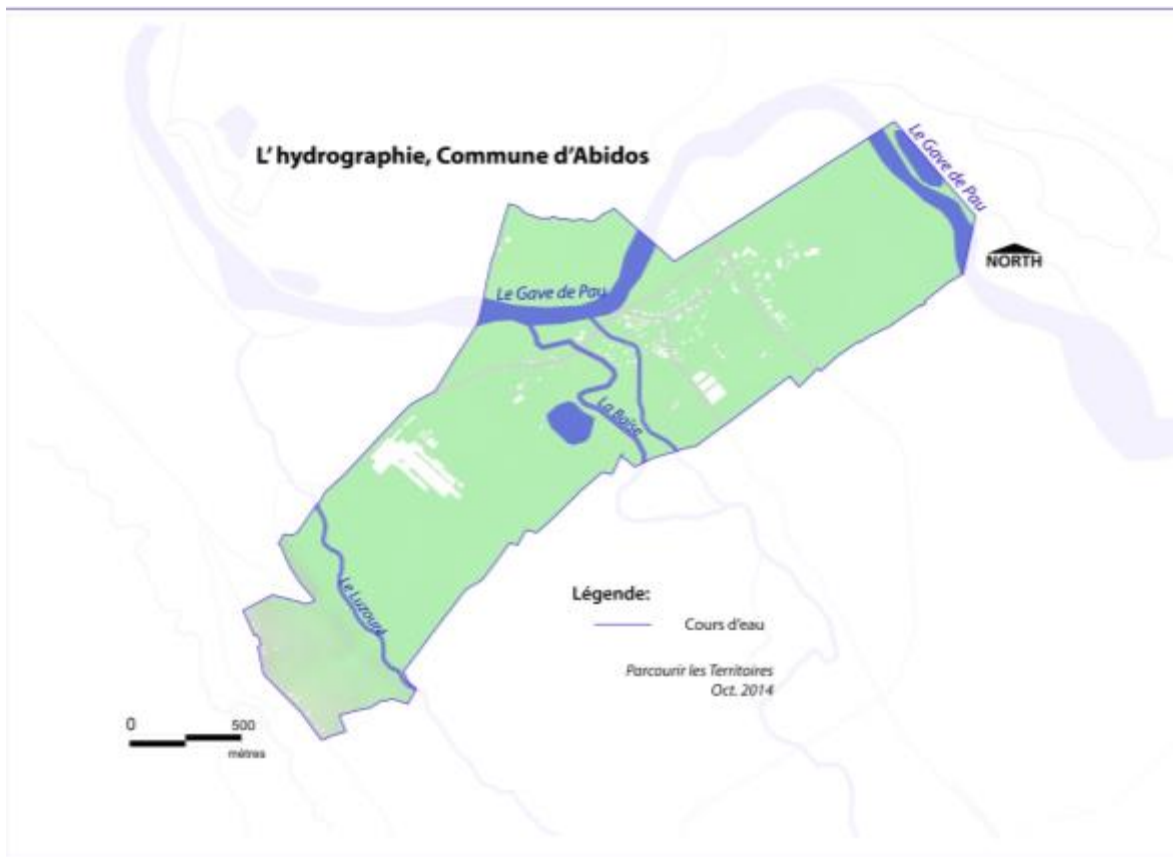 L' hydrographie, Commune d'Abidos
Le Gave de Pau
NORTH
Le Gave de Pau
La Baïse
Le Luzouré
Légende:
Cours d'eau
Parcourir les Territoires
Oct. 2014
0 500
mètres